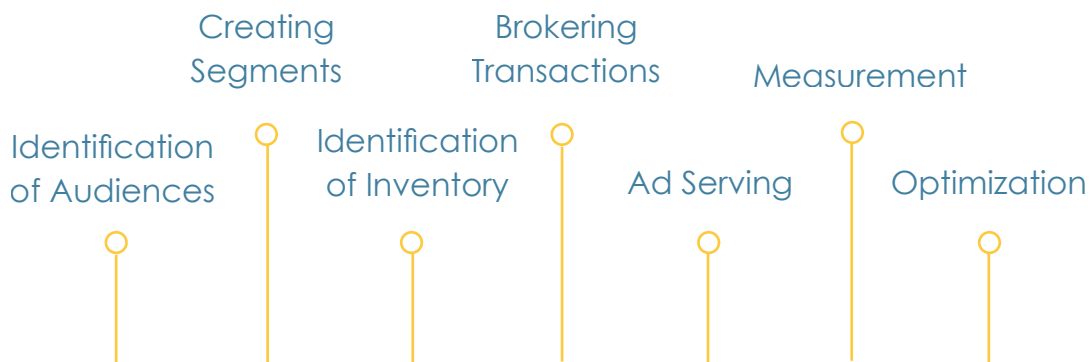 Identification
of Audiences
Creating
Segments
Identification
of Inventory
Brokering
Transactions
Ad Serving
Measurement
Optimization